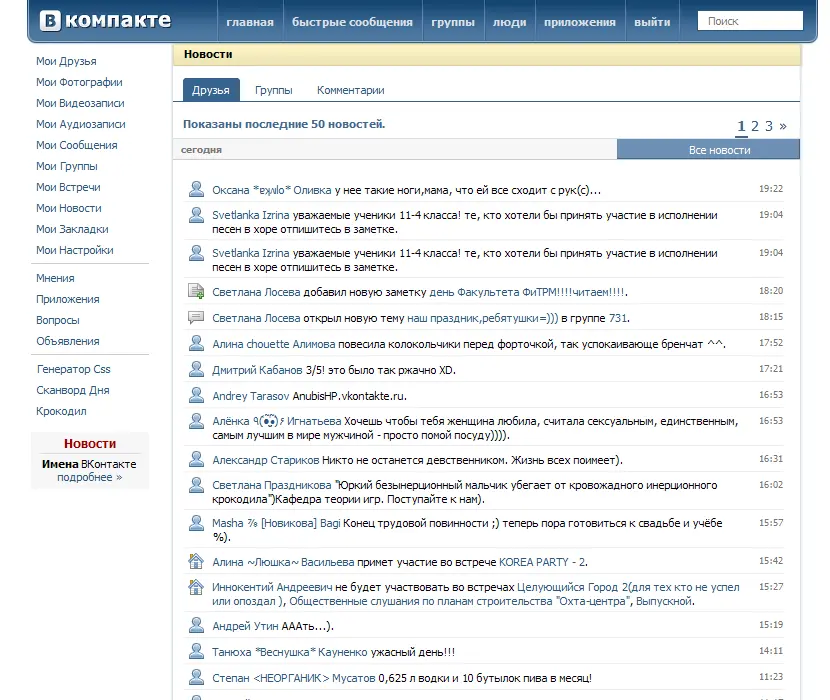 В компакте
главная
быстрые сообщения
группы
люди
приложения
выйти
Поиск
Мои Друзья
Мои Фотографии
Мои Видеозаписи
Мои Аудиозаписи
Мои Сообщения
Мои Группы
Мои Встречи
Мои Новости
Мои Закладки
Мои Настройки
Мнения
Приложения
Вопросы
Объявления
Генератор Css
Сканворд Дня
Крокодил
Новости
Имена ВКонтакте
подробнее »
Новости
Друзья
Группы
Комментарии
Показаны последние 50 новостей.
1 2 3 »
сегодня
Все новости
Оксана Оливка у нее такие ноги,мама, что ей все сходит с рук(с)... 19:22
Svetlanka Izrina уважаемые ученики 11-4 класса! те, кто хотели бы принять участие в исполнении 19:04
песен в хоре отпишитесь в заметке.
Svetlanka Izrina уважаемые ученики 11-4 класса! те, кто хотели бы принять участие в исполнении 19:04
песен в хоре отпишитесь в заметке.
Светлана Лосева добавил новую заметку день Факультета ФиТРМ!!!!читаем!!!!. 18:20
Светлана Лосева открыл новую тему наш праздник,ребятушки=))) в группе 731. 18:15
Алина chouette Алимова повесила колокольчики перед форточкой, так успокаивающе бренчат ^^. 17:52
Дмитрий Кабанов 3/5! это было так ржачно XD. 17:21
Andrey Tarasov AnubisHP.vkontakte.ru. 16:53
Алёнка Игнатьева Хочешь чтобы тебя женщина любила, считала сексуальным, единственным, 16:53
самым лучшим в мире мужчиной - просто помой посуду)))).
Александр Стариков Никто не останется девственником. Жизнь всех поимеет). 16:31
Светлана Праздникова "Юркий безынерционный мальчик убегает от кровожадного инерционного 16:02
крокодила")Кафедра теории игр. Поступайте к нам).
Masha ⅞ [Новикова] Bagi Конец трудовой повинности ;) теперь пора готовиться к свадьбе и учёбе 15:57
%).
Алина ~Люшка~ Васильева примет участие во встрече KOREA PARTY - 2. 15:42
Иннокентий Андреевич не будет участвовать во встречах Целующийся Город 2(для тех кто не успел 15:27
или опоздал ), Общественные слушания по планам строительства "Охта-центра", Выпускной.
Андрей Утин АААть...). 15:19
Танюха *Веснушка* Кауненко ужасный день!!! 14:11
Степан <НЕОРГАНИК> Мусатов 0,625 л водки и 10 бутылок пива в месяц! 11:23